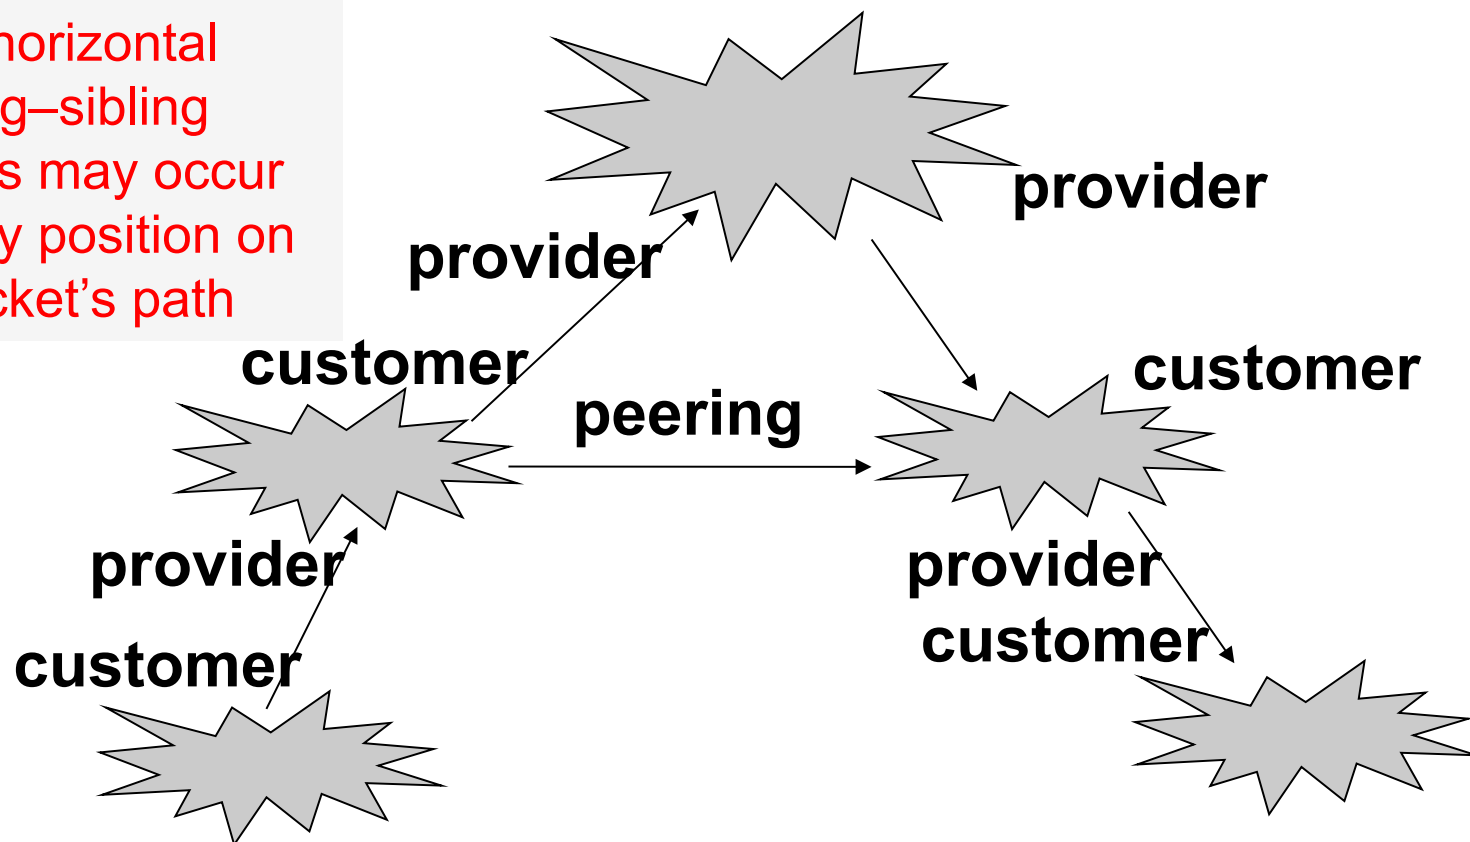 horizontal
g–sibling
s may occur
y position on
cket’s path
provider
provider
customer
customer
peering
provider
provider
customer
customer